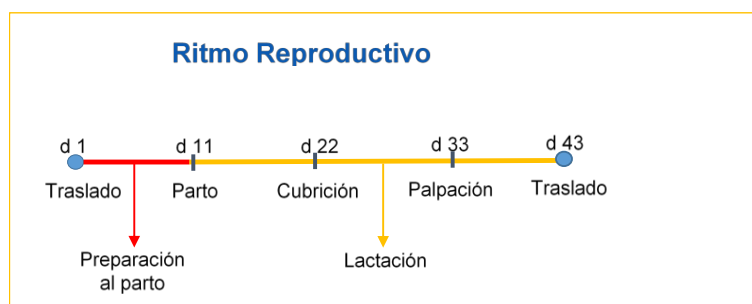 Ritmo Reproductivo
d 1
d 11
d 22
d 33
d 43
Traslado
Parto
Cubrición
Palpación
Traslado
Preparación
al parto
Lactación